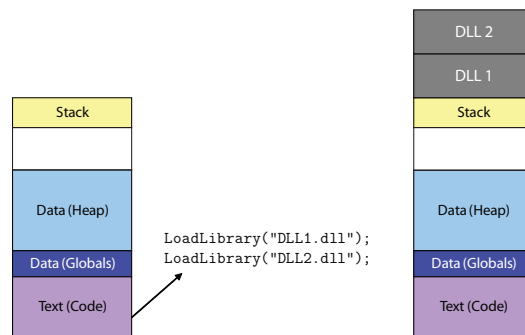 Stack
Data (Heap)
Data (Globals)
Text (Code)
LoadLibrary("DLL1.dll");
LoadLibrary("DLL2.dll");
DLL 2
DLL 1
Stack
Data (Heap)
Data (Globals)
Text (Code)